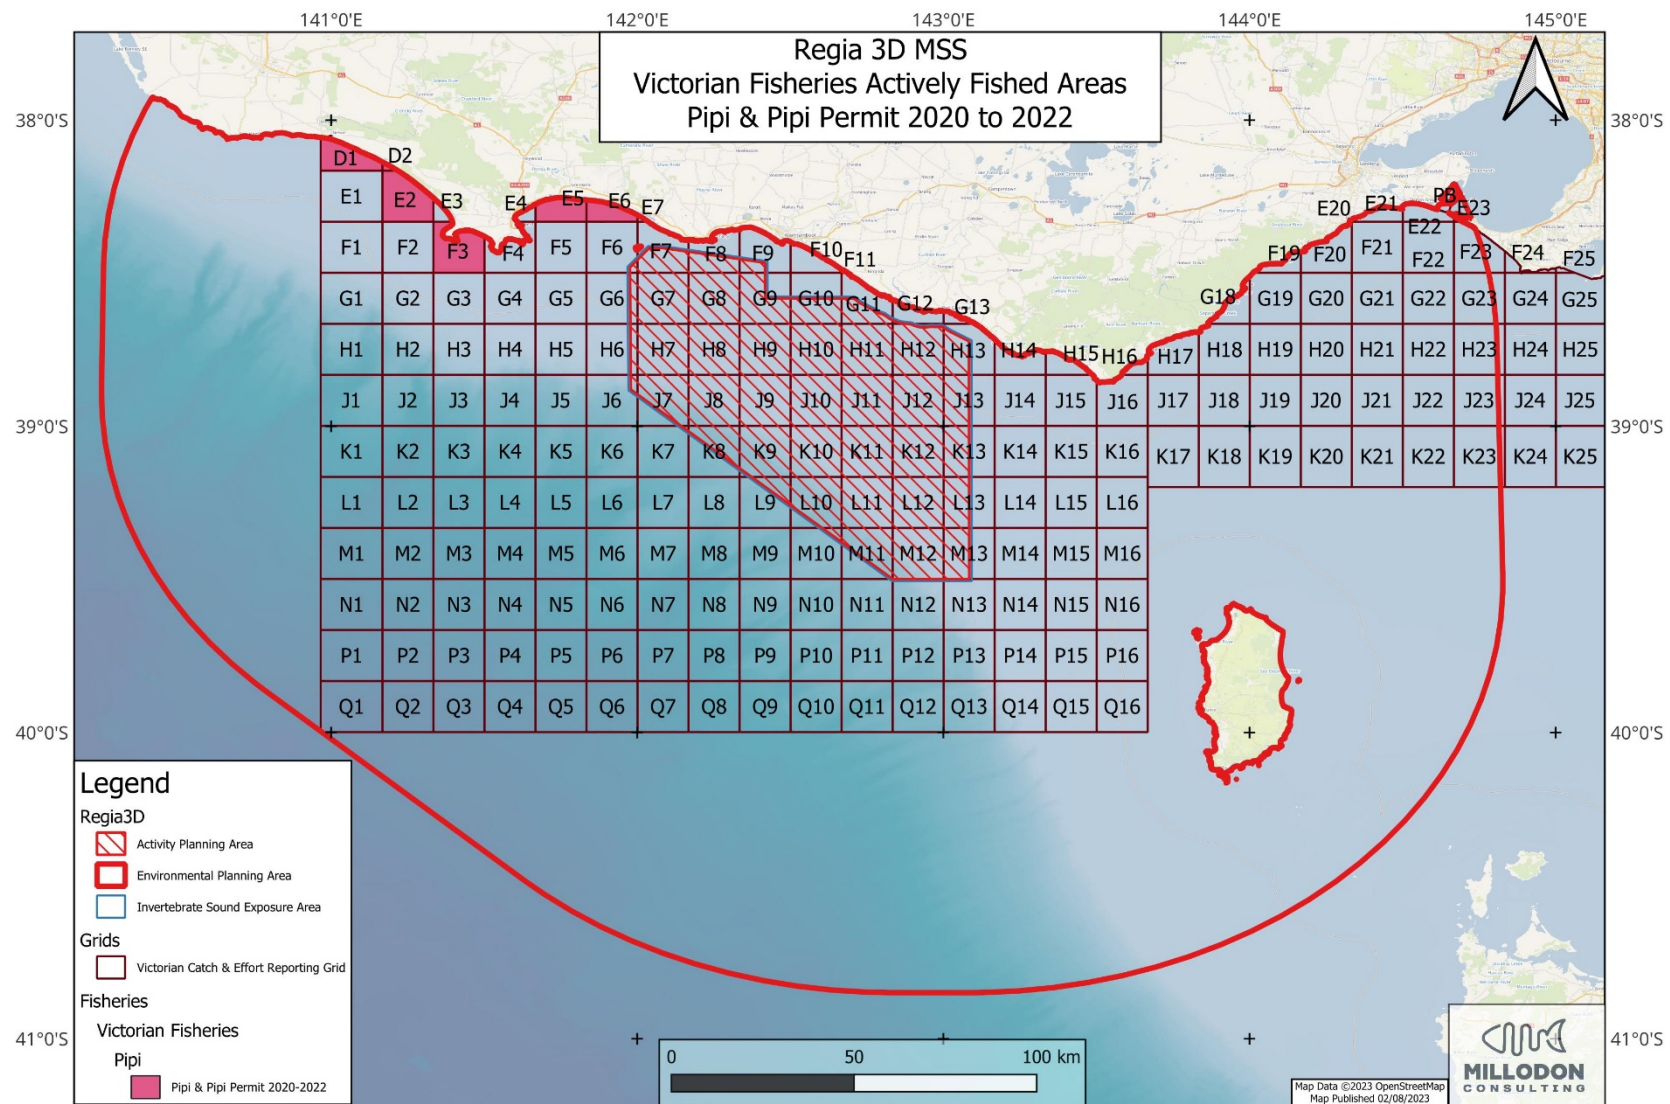 141°0'E 142°0'E 143°0'E 144°0'E 145°0'E
Regia 3D MSS
Victorian Fisheries Actively Fished Areas
Pipi & Pipi Permit 2020 to 2022
38°0'S 38°0'S
D1 D2
E1 E2 E3 E4 E5 E6 E7 E20 E21 E22 PB E23
F1 F2 F3 F4 F5 F6 F7 F8 F9 F10 F11 F19 F20 F21 F22 F23 F24 F25
G1 G2 G3 G4 G5 G6 G7 G8 G9 G10 G11 G12 G13 G18 G19 G20 G21 G22 G23 G24 G25
H1 H2 H3 H4 H5 H6 H7 H8 H9 H10 H11 H12 H13 H14 H15 H16 H17 H18 H19 H20 H21 H22 H23 H24 H25
J1 J2 J3 J4 J5 J6 J7 J8 J9 J10 J11 J12 J13 J14 J15 J16 J17 J18 J19 J20 J21 J22 J23 J24 J25
39°0'S 39°0'S
K1 K2 K3 K4 K5 K6 K7 K8 K9 K10 K11 K12 K13 K14 K15 K16 K17 K18 K19 K20 K21 K22 K23 K24 K25
L1 L2 L3 L4 L5 L6 L7 L8 L9 L10 L11 L12 L13 L14 L15 L16
M1 M2 M3 M4 M5 M6 M7 M8 M9 M10 M11 M12 M13 M14 M15 M16
N1 N2 N3 N4 N5 N6 N7 N8 N9 N10 N11 N12 N13 N14 N15 N16
P1 P2 P3 P4 P5 P6 P7 P8 P9 P10 P11 P12 P13 P14 P15 P16
Q1 Q2 Q3 Q4 Q5 Q6 Q7 Q8 Q9 Q10 Q11 Q12 Q13 Q14 Q15 Q16
40°0'S 40°0'S
Legend
Regia3D
Activity Planning Area
Environmental Planning Area
Invertebrate Sound Exposure Area
Grids
Victorian Catch & Effort Reporting Grid
Fisheries
Victorian Fisheries
Pipi
Pipi & Pipi Permit 2020-2022
41°0'S 41°0'S
0 50 100 km
MILLODON
CONSULTING
Map Data ©2023 OpenStreetMap
Map Published 02/08/2023